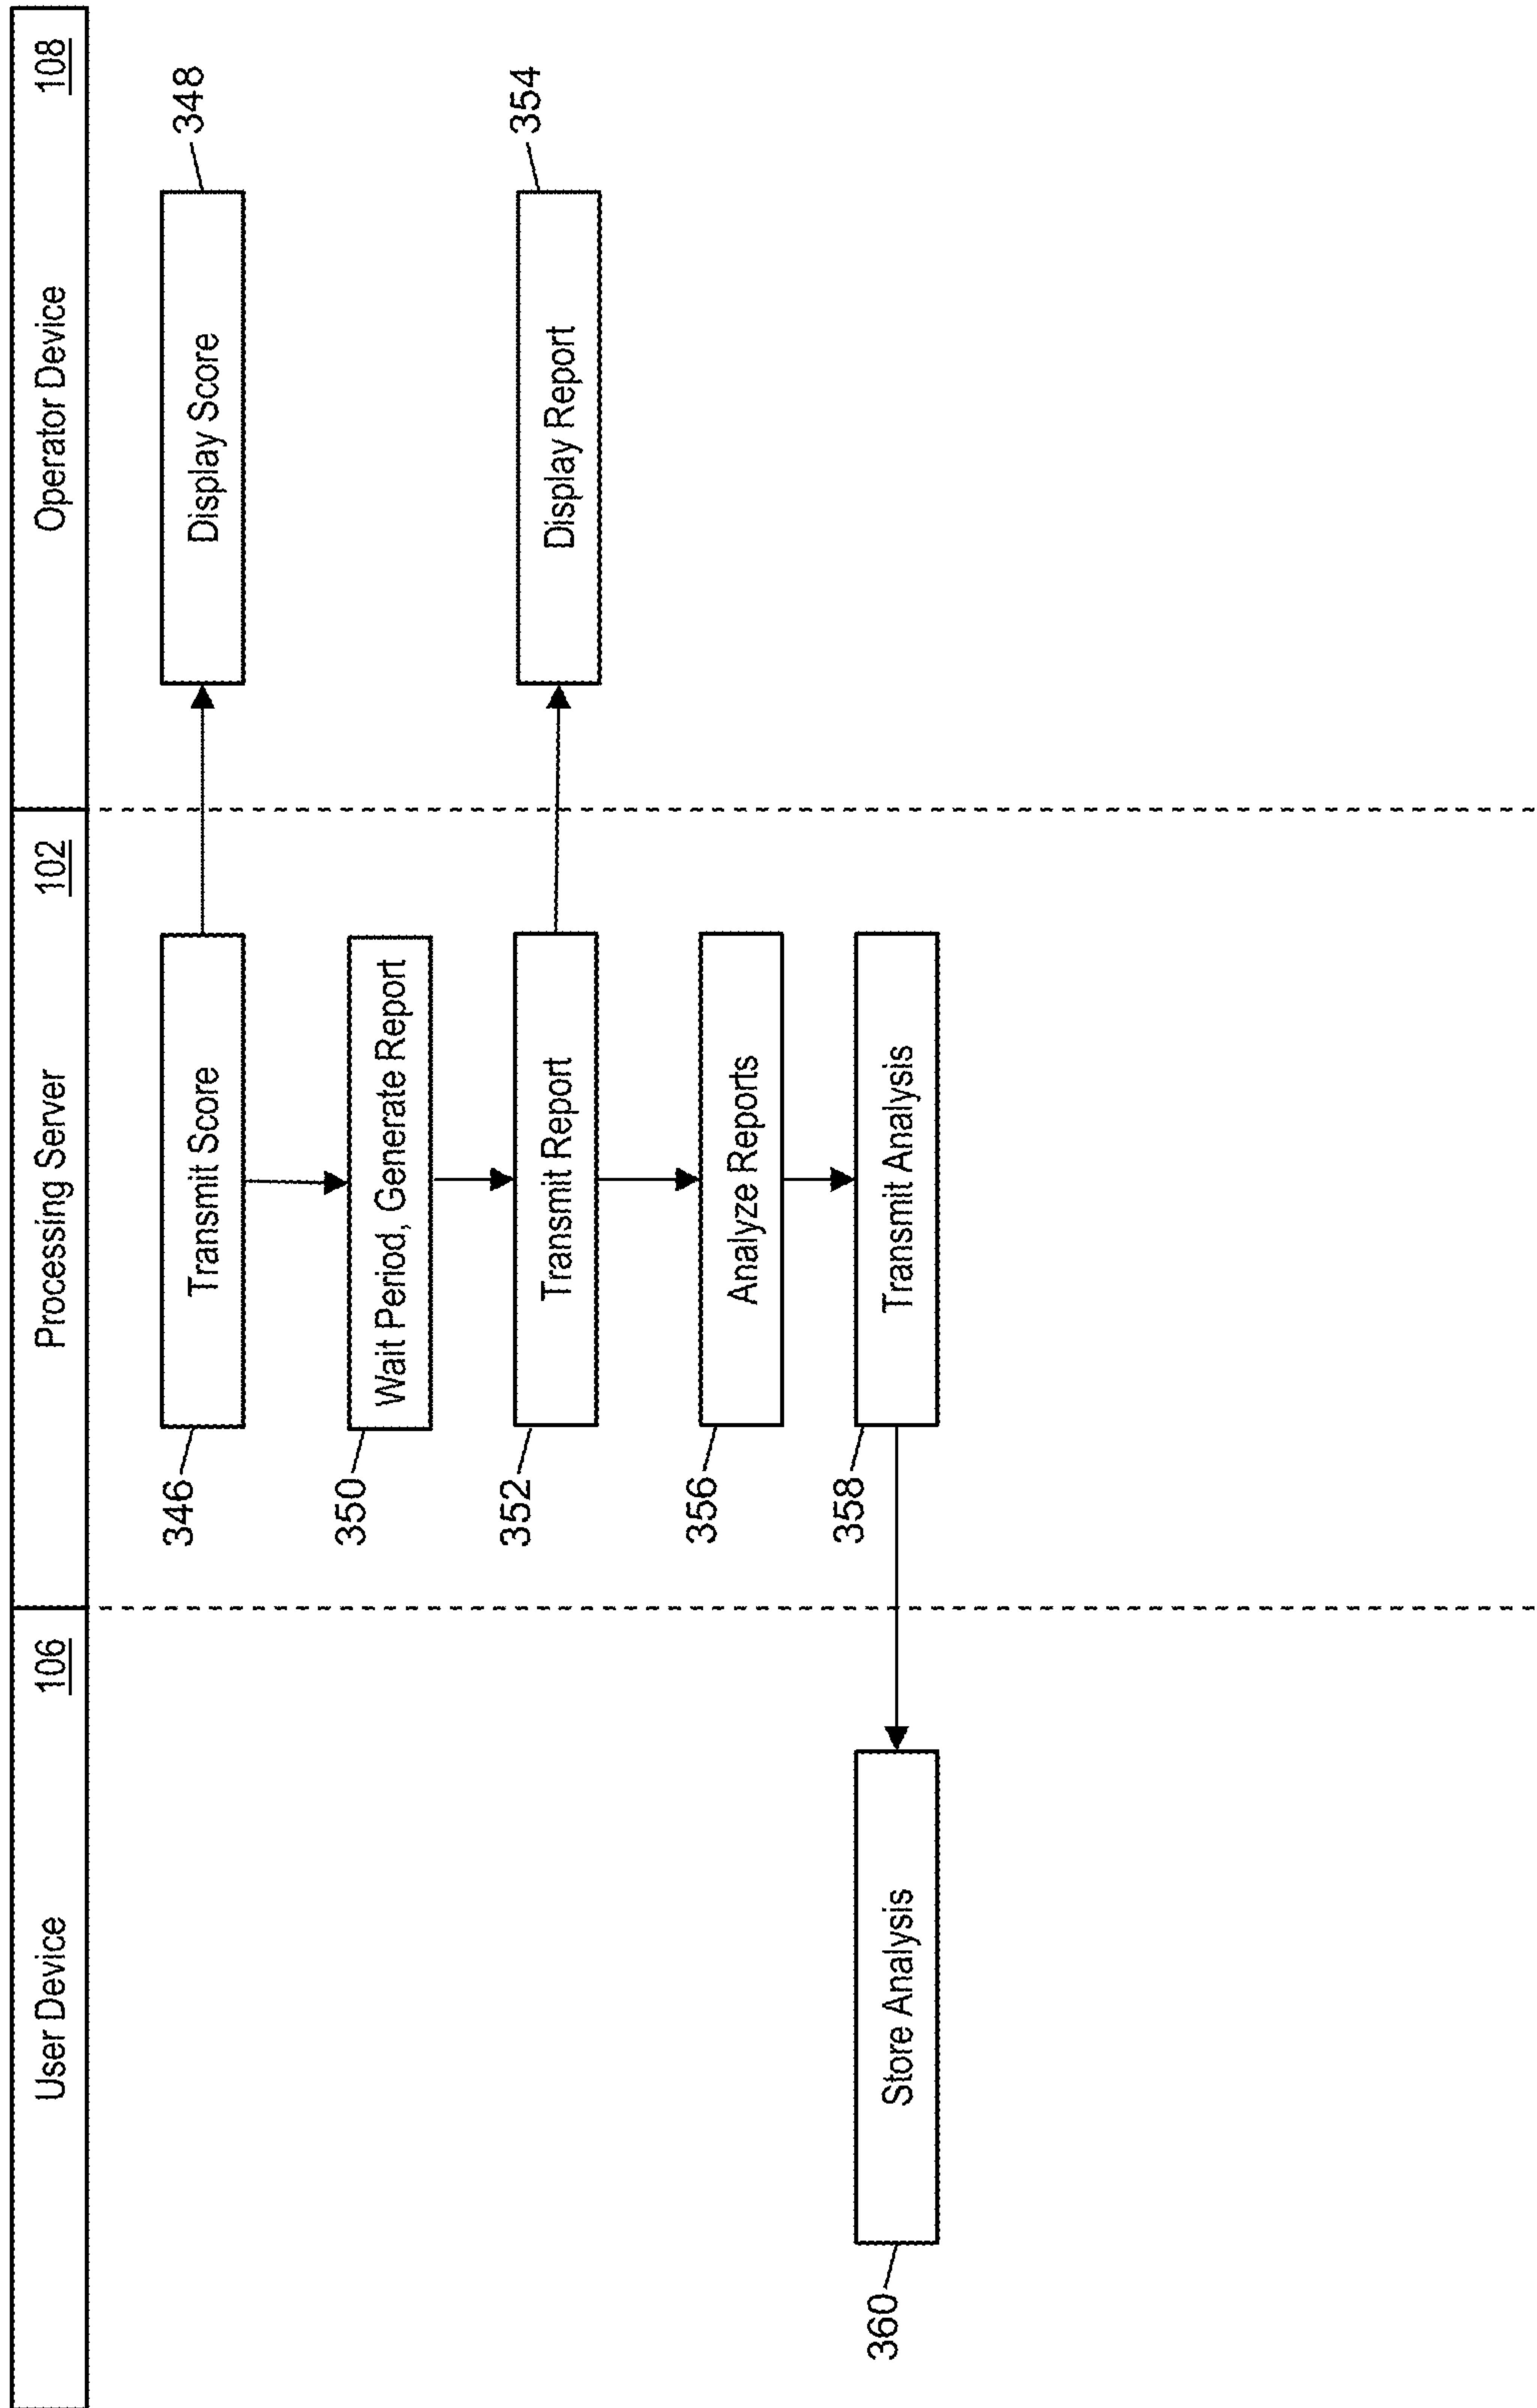 User Device 106
Processing Server 102
Operator Device 108
346
Transmit Score
Display Score
348
350
Wait Period, Generate Report
352
Transmit Report
Display Report
354
356
Analyze Reports
360
Store Analysis
358
Transmit Analysis